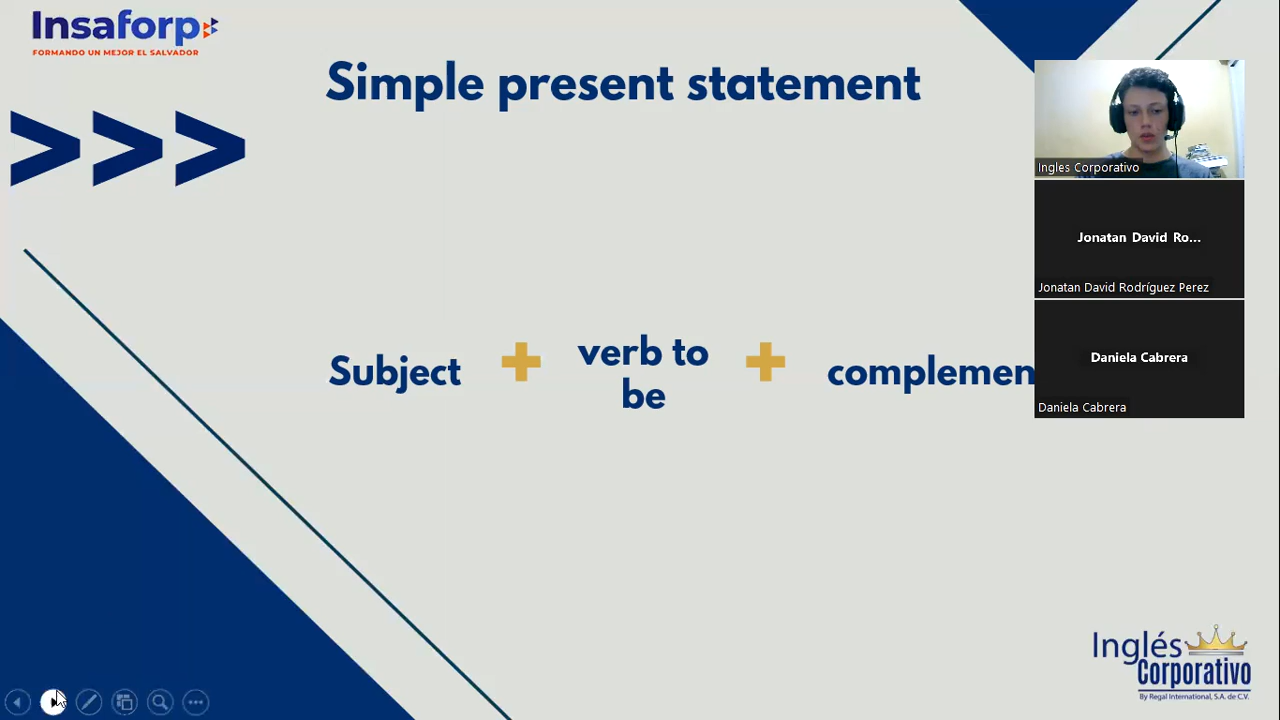 Insaforp
FORMANDO UN MEJOR EL SALVADOR
Simple present statement
>>>
Subject + verb to be + complemen
Ingles Corporativo
Jonatan David Ro...
Jonatan David Rodríguez Perez
Daniela Cabrera
Daniela Cabrera
Inglés
Corporativo
By Regal International, S.A. de C.V.